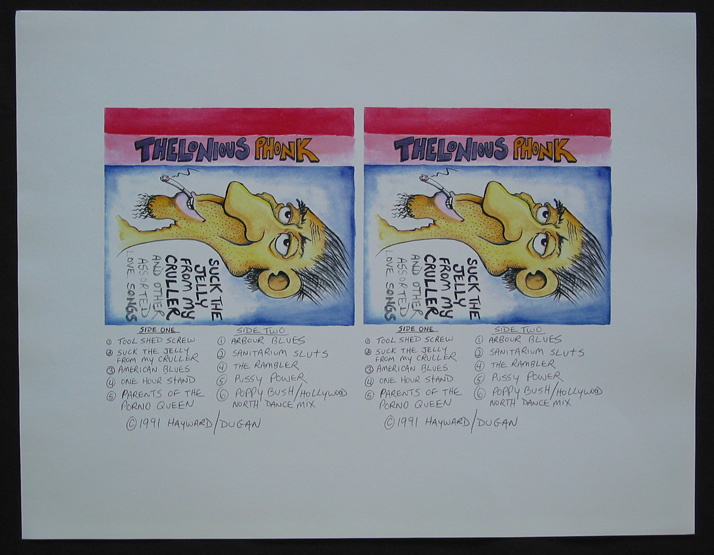 THELONIOUS PHONK
SUCK THE
JELLY
FROM MY
CRULLER
AND OTHER
ASSORTED
LOVE SONGS
SIDE ONE
① TOOL SHED SCREW
② SUCK THE JELLY
FROM MY CRULLER
③ AMERICAN BLUES
④ ONE HOUR STAND
⑤ PARENTS OF THE
PORNO QUEEN
SIDE TWO
① ARBOUR BLUES
② SANITARIUM SLUTS
④ THE RAMBLER
⑤ PUSSY POWER
⑥ POPPY BUSH/HOLLYWOOD
NORTH DANCE MIX
© 1991 HAYWARD/DUGAN
THELONIOUS PHONK
SUCK THE
JELLY
FROM MY
CRULLER
AND OTHER
ASSORTED
LOVE SONGS
SIDE ONE
① TOOL SHED SCREW
② SUCK THE JELLY
FROM MY CRULLER
③ AMERICAN BLUES
④ ONE HOUR STAND
⑤ PARENTS OF THE
PORNO QUEEN
SIDE TWO
① ARBOUR BLUES
② SANITARIUM SLUTS
④ THE RAMBLER
⑤ PUSSY POWER
⑥ POPPY BUSH/HOLLYWOOD
NORTH DANCE MIX
© 1991 HAYWARD/DUGAN